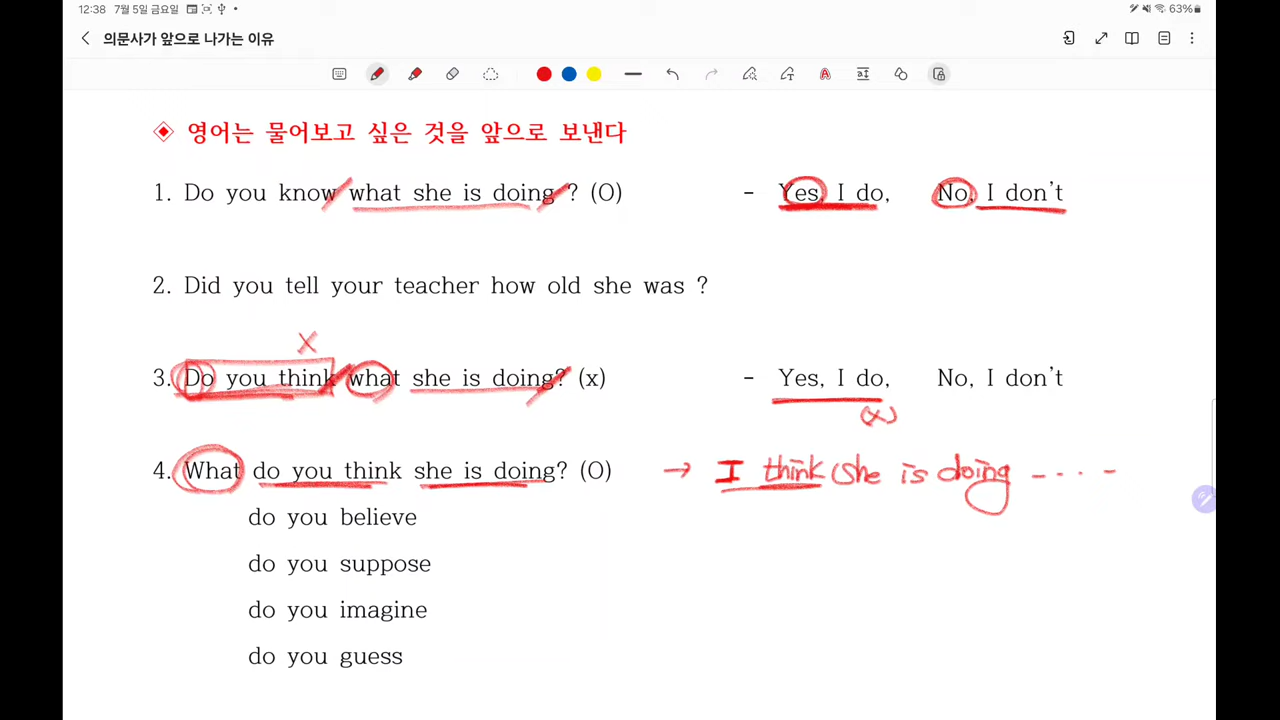 12:38 7월 5일 금요일 • 63%
의문사가 앞으로 나가는 이유
◈ 영어는 물어보고 싶은 것을 앞으로 보낸다
1. Do you know what she is doing ? (O) - Yes, I do, No, I don't
2. Did you tell your teacher how old she was ?
X
3. Do you think what she is doing? (x) - Yes, I do, No, I don't
(x)
4. What do you think she is doing? (O) → I think (she is doing ----
do you believe
do you suppose
do you imagine
do you guess